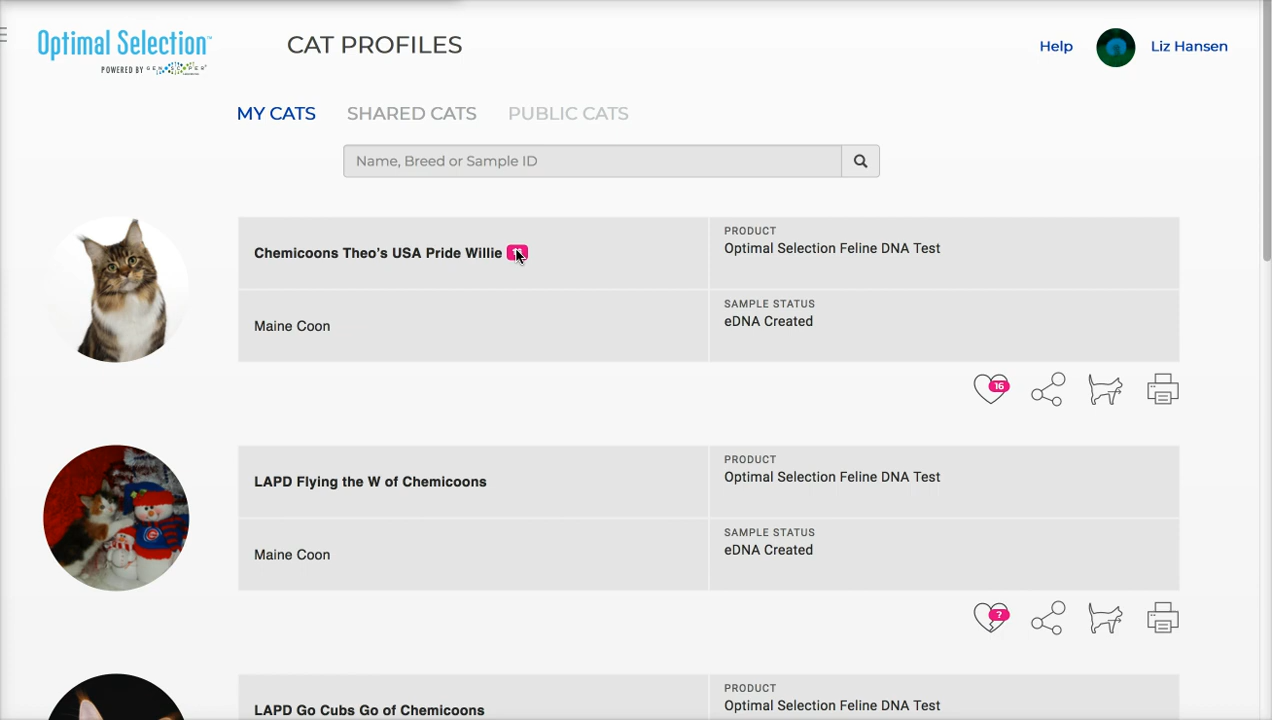 Optimal Selection™
POWERED BY GENOSCOPER
CAT PROFILES
Help
Liz Hansen
MY CATS
SHARED CATS
PUBLIC CATS
Name, Breed or Sample ID
Chemicoons Theo's USA Pride Willie
PRODUCT
Optimal Selection Feline DNA Test
Maine Coon
SAMPLE STATUS
eDNA Created
16
LAPD Flying the W of Chemicoons
PRODUCT
Optimal Selection Feline DNA Test
Maine Coon
SAMPLE STATUS
eDNA Created
?
LAPD Go Cubs Go of Chemicoons
PRODUCT
Optimal Selection Feline DNA Test